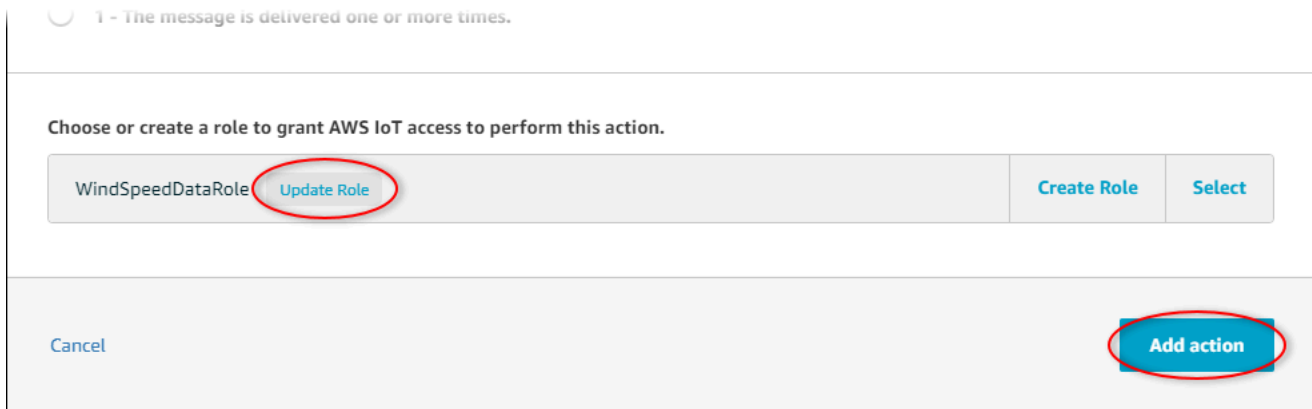 1 - The message is delivered one or more times.
Choose or create a role to grant AWS IoT access to perform this action.
WindSpeedDataRole Update Role Create Role Select
Cancel Add action